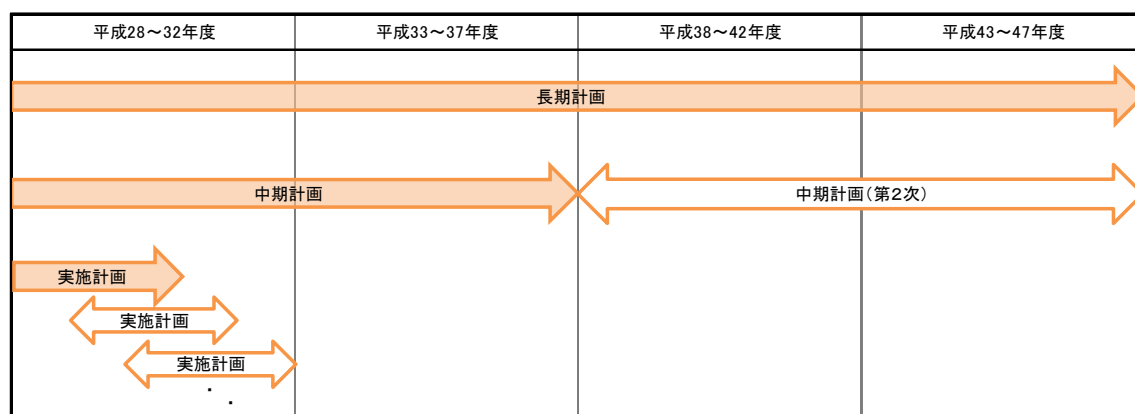 平成28～32年度
平成33～37年度
平成38～42年度
平成43～47年度
長期計画
中期計画
中期計画(第2次)
実施計画
実施計画
実施計画